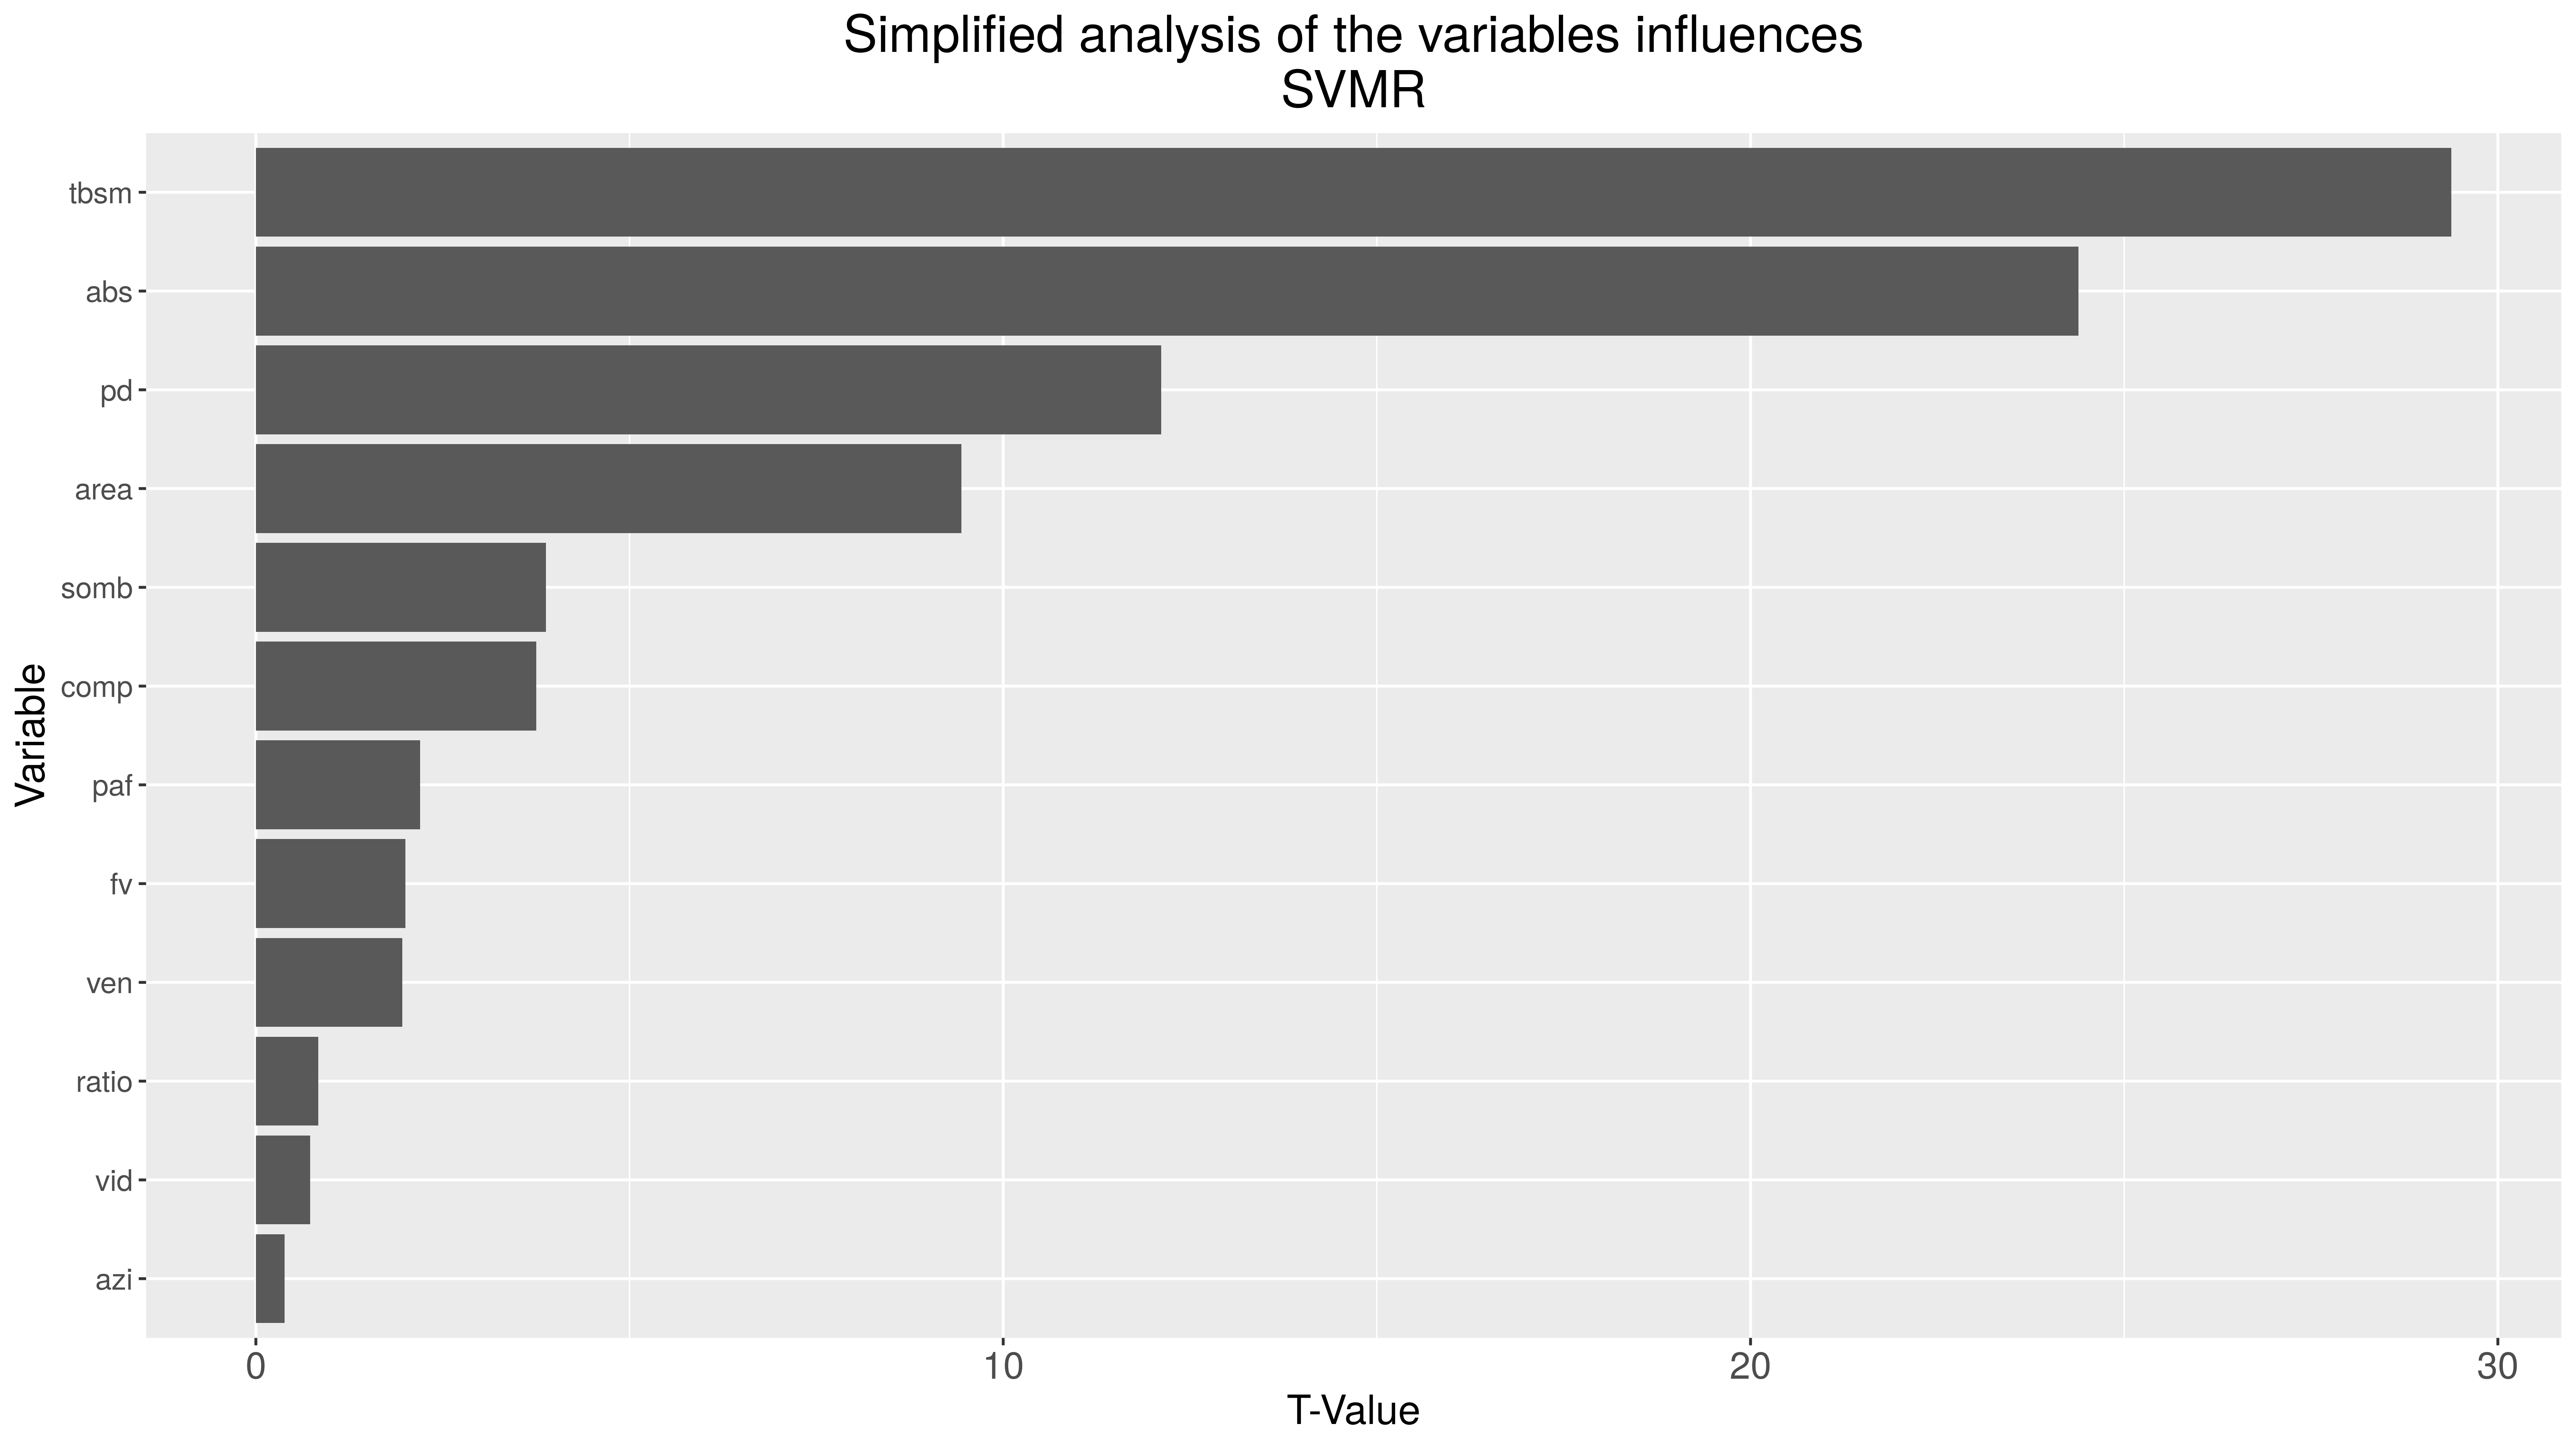 Simplified analysis of the variables influences
SVMR
Variable
tbsm
abs
pd
area
somb
comp
paf
fv
ven
ratio
vid
azi
0 10 20 30
T-Value